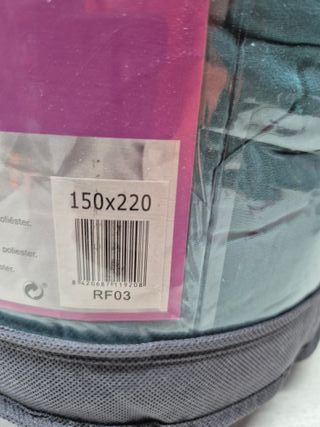 150x220
poliéster.
poliester.
8420687119208
RF03